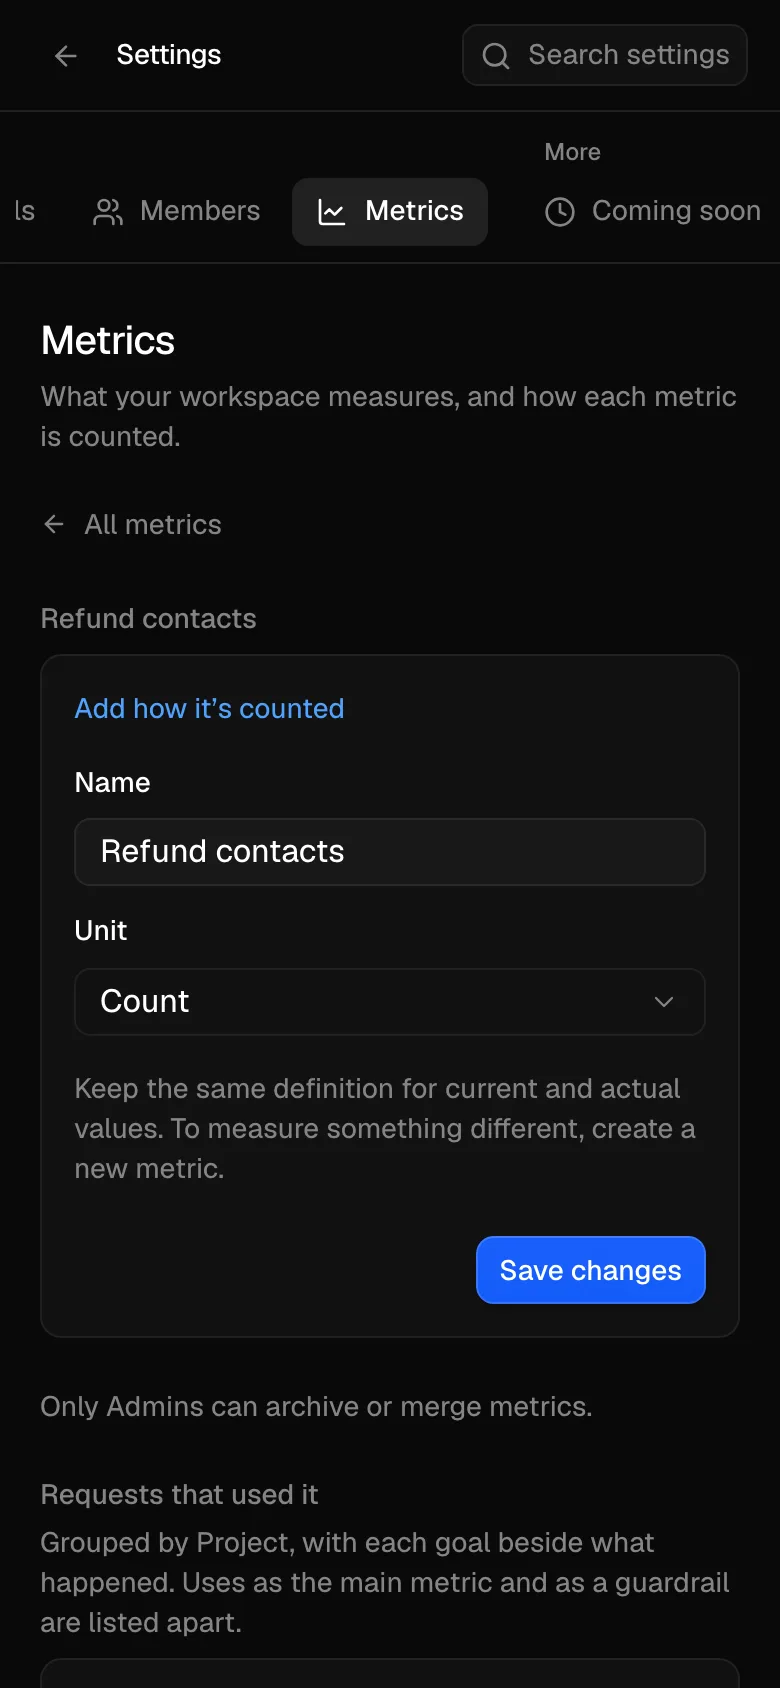 Settings
Search settings
More
ls
Members
Metrics
Coming soon
Metrics
What your workspace measures, and how each metric
is counted.
All metrics
Refund contacts
Add how it’s counted
Name
Refund contacts
Unit
Count
Keep the same definition for current and actual
values. To measure something different, create a
new metric.
Save changes
Only Admins can archive or merge metrics.
Requests that used it
Grouped by Project, with each goal beside what
happened. Uses as the main metric and as a guardrail
are listed apart.